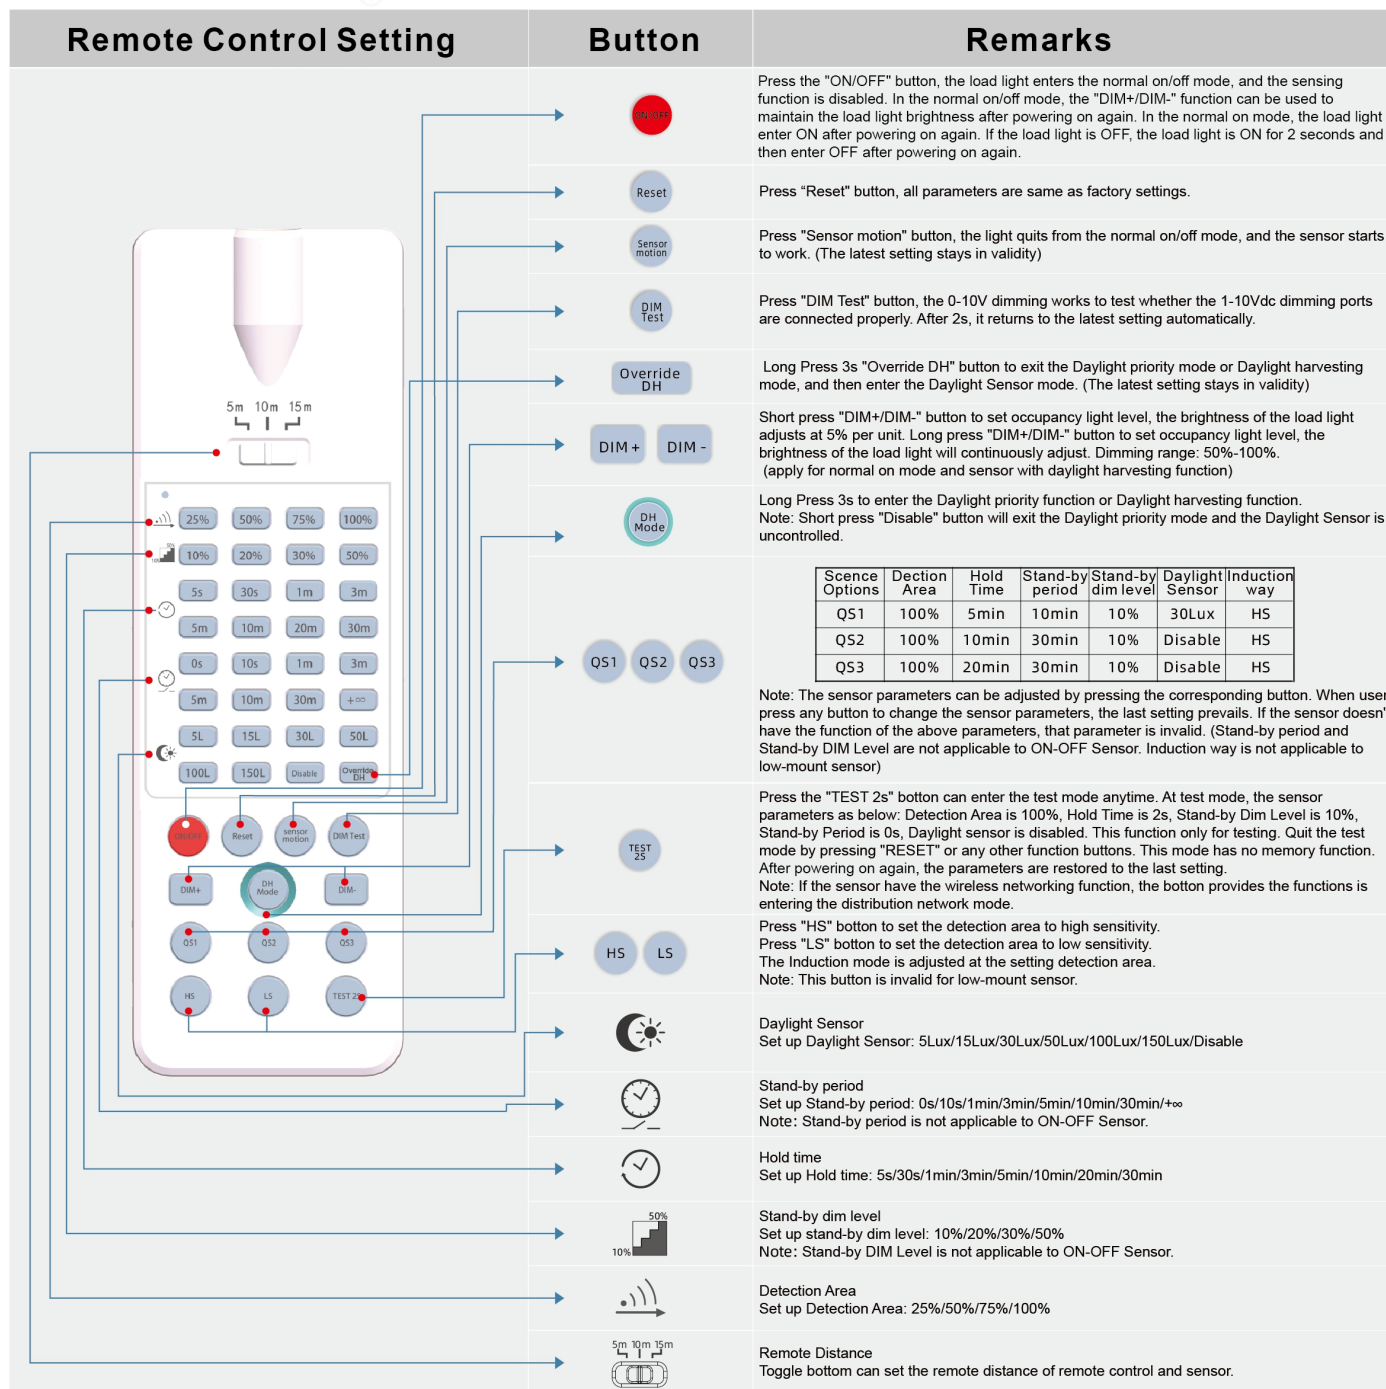 Remote Control Setting
Button
Remarks
ON/OFF
Press the "ON/OFF" button, the load light enters the normal on/off mode, and the sensing
function is disabled. In the normal on/off mode, the "DIM+/DIM-" function can be used to
maintain the load light brightness after powering on again. In the normal on mode, the load light
enter ON after powering on again. If the load light is OFF, the load light is ON for 2 seconds and
then enter OFF after powering on again.
Reset
Press “Reset" button, all parameters are same as factory settings.
Sensor
motion
Press "Sensor motion" button, the light quits from the normal on/off mode, and the sensor starts
to work. (The latest setting stays in validity)
DIM
Test
Press "DIM Test" button, the 0-10V dimming works to test whether the 1-10Vdc dimming ports
are connected properly. After 2s, it returns to the latest setting automatically.
Override
DH
Long Press 3s "Override DH" button to exit the Daylight priority mode or Daylight harvesting
mode, and then enter the Daylight Sensor mode. (The latest setting stays in validity)
DIM + DIM -
Short press "DIM+/DIM-" button to set occupancy light level, the brightness of the load light
adjusts at 5% per unit. Long press "DIM+/DIM-" button to set occupancy light level, the
brightness of the load light will continuously adjust. Dimming range: 50%-100%.
(apply for normal on mode and sensor with daylight harvesting function)
DH
Mode
Long Press 3s to enter the Daylight priority function or Daylight harvesting function.
Note: Short press "Disable" button will exit the Daylight priority mode and the Daylight Sensor is
uncontrolled.
QS1 QS2 QS3
Scence Options Dection Area Hold Time Stand-by period Stand-by dim level Daylight Sensor Induction way
QS1 100% 5min 10min 10% 30Lux HS
QS2 100% 10min 30min 10% Disable HS
QS3 100% 20min 30min 10% Disable HS
Note: The sensor parameters can be adjusted by pressing the corresponding button. When user
press any button to change the sensor parameters, the last setting prevails. If the sensor doesn'
have the function of the above parameters, that parameter is invalid. (Stand-by period and
Stand-by DIM Level are not applicable to ON-OFF Sensor. Induction way is not applicable to
low-mount sensor)
TEST
2S
Press the "TEST 2s" botton can enter the test mode anytime. At test mode, the sensor
parameters as below: Detection Area is 100%, Hold Time is 2s, Stand-by Dim Level is 10%,
Stand-by Period is 0s, Daylight sensor is disabled. This function only for testing. Quit the test
mode by pressing "RESET" or any other function buttons. This mode has no memory function.
After powering on again, the parameters are restored to the last setting.
Note: If the sensor have the wireless networking function, the botton provides the functions is
entering the distribution network mode.
HS LS
Press "HS" botton to set the detection area to high sensitivity.
Press "LS" botton to set the detection area to low sensitivity.
The Induction mode is adjusted at the setting detection area.
Note: This button is invalid for low-mount sensor.
Daylight Sensor
Set up Daylight Sensor: 5Lux/15Lux/30Lux/50Lux/100Lux/150Lux/Disable
Stand-by period
Set up Stand-by period: 0s/10s/1min/3min/5min/10min/30min/+∞
Note: Stand-by period is not applicable to ON-OFF Sensor.
Hold time
Set up Hold time: 5s/30s/1min/3min/5min/10min/20min/30min
50%
10%
Stand-by dim level
Set up stand-by dim level: 10%/20%/30%/50%
Note: Stand-by DIM Level is not applicable to ON-OFF Sensor.
Detection Area
Set up Detection Area: 25%/50%/75%/100%
5m 10m 15m
Remote Distance
Toggle bottom can set the remote distance of remote control and sensor.
5m 10m 15m
25% 50% 75% 100%
50%
10%
10% 20% 30% 50%
5s 30s 1m 3m
5m 10m 20m 30m
0s 10s 1m 3m
5m 10m 30m +∞
5L 15L 30L 50L
100L 150L Disable Override DH
ON/OFF Reset sensor motion DIM Test
DIM+ DH Mode DIM-
QS1 QS2 QS3
HS LS TEST 2S